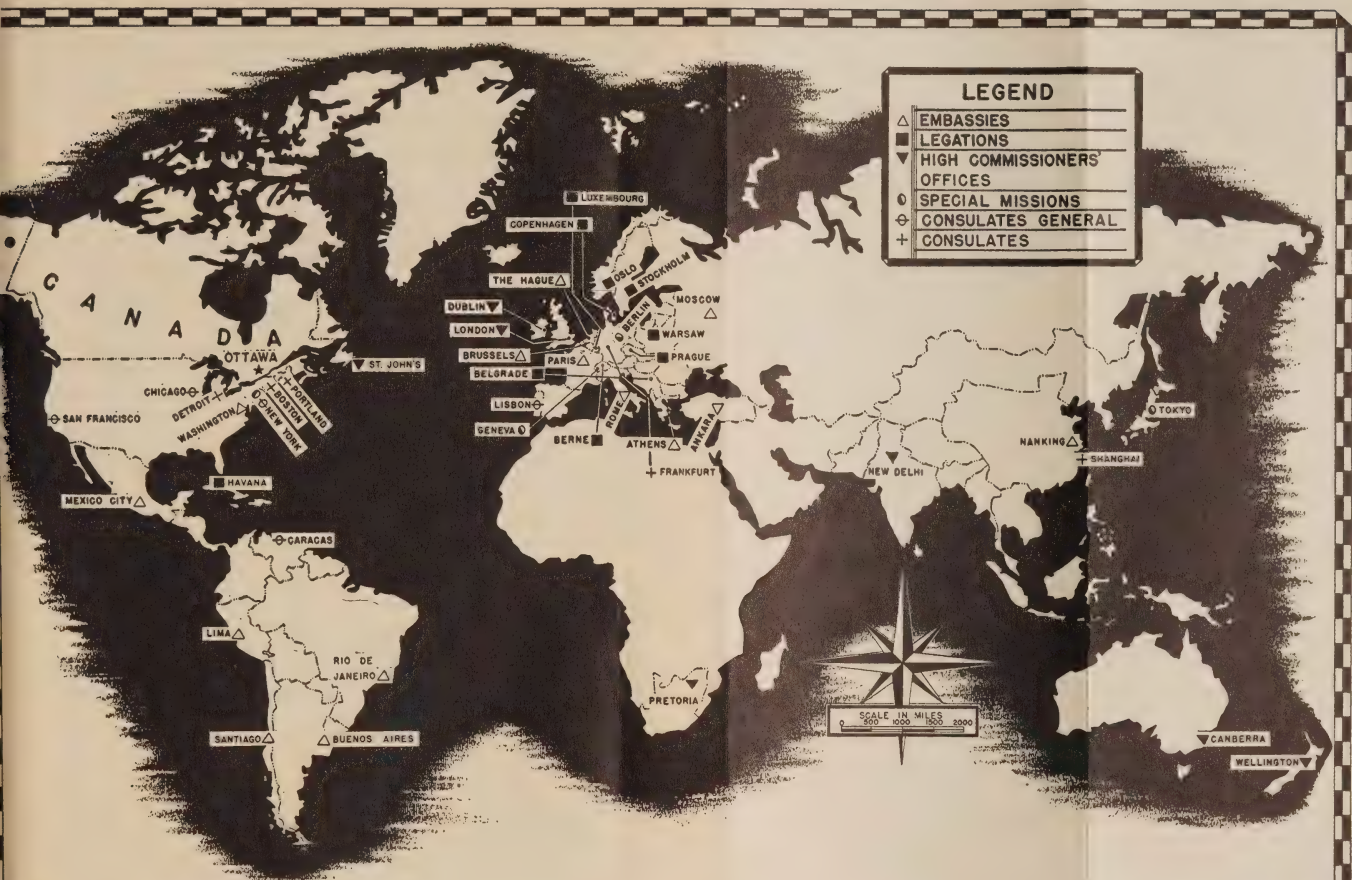 LEGEND
△ EMBASSIES
■ LEGATIONS
▼ HIGH COMMISSIONERS'
OFFICES
SPECIAL MISSIONS
CONSULATES GENERAL
+ CONSULATES
CANADA
OTTAWA
ST. JOHN'S
CHICAGO
DETROIT
WASHINGTON
PORTLAND
BOSTON
NEW YORK
SAN FRANCISCO
HAVANA
MEXICO CITY
CARACAS
LIMA
RIO DE
JANEIRO
SANTIAGO
BUENOS AIRES
LUXEMBOURG
COPENHAGEN
THE HAGUE
DUBLIN
LONDON
BRUSSELS
PARIS
BELGRADE
LISBON
GENEVA
BERNE
ROME
ATHENS
ANKARA
FRANKFURT
OSLO
STOCKHOLM
BERLIN
MOSCOW
WARSAW
PRAGUE
NEW DELHI
NANKING
SHANGHAI
TOKYO
PRETORIA
SCALE IN MILES
0 500 1000 1500 2000
CANBERRA
WELLINGTON